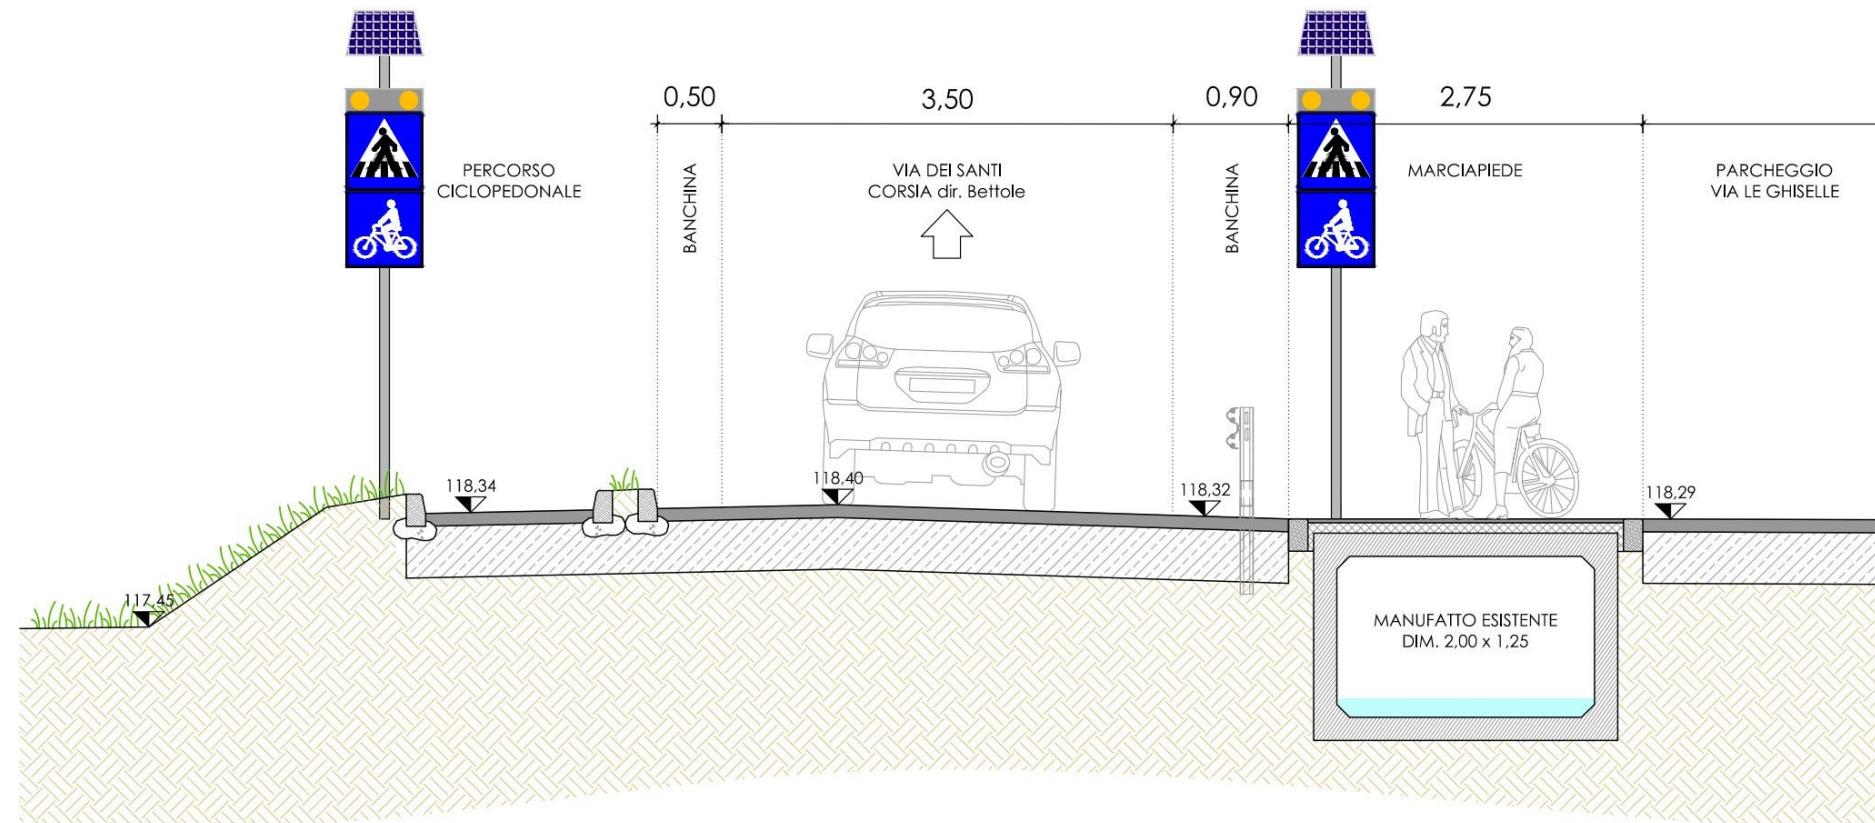 0,50
3,50
0,90
2,75
PERCORSO
CICLOPEDONALE
BANCHINA
VIA DEI SANTI
CORSIA dir. Bettole
BANCHINA
MARCIAPIEDE
PARCHEGGIO
VIA LE GHISELLE
118,34
118,40
118,32
118,29
117,45
MANUFATTO ESISTENTE
DIM. 2,00 x 1,25